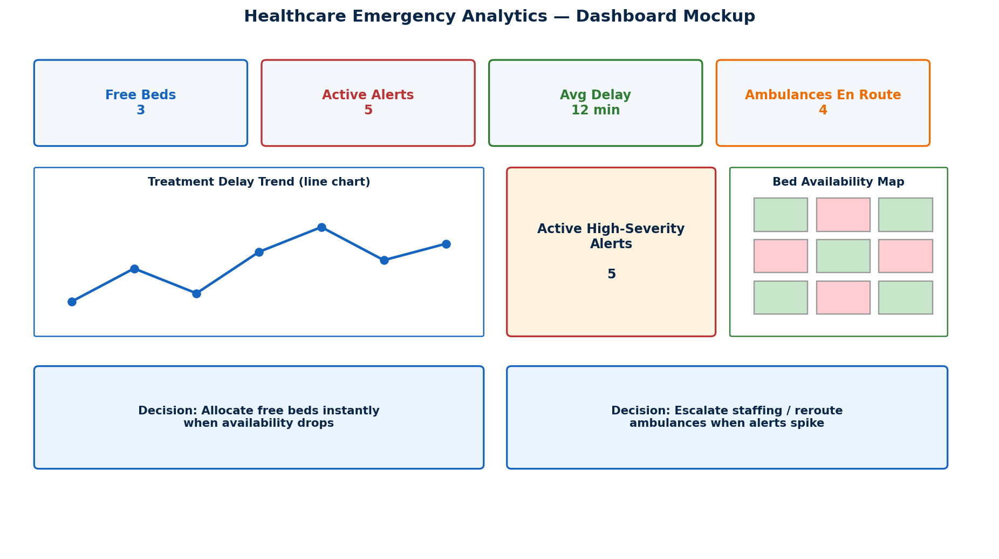 Healthcare Emergency Analytics — Dashboard Mockup
Free Beds
3
Active Alerts
5
Avg Delay
12 min
Ambulances En Route
4
Treatment Delay Trend (line chart)
Active High-Severity
Alerts
5
Bed Availability Map
Decision: Allocate free beds instantly
when availability drops
Decision: Escalate staffing / reroute
ambulances when alerts spike